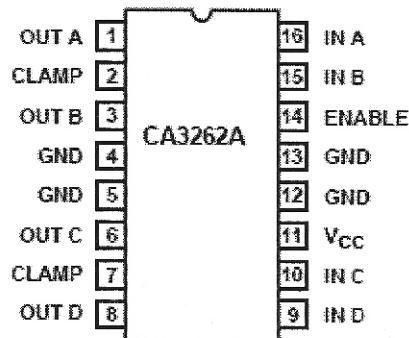 OUT A 1 16 IN A
CLAMP 2 15 IN B
OUT B 3 14 ENABLE
CA3262A
GND 4 13 GND
GND 5 12 GND
OUT C 6 11 VCC
CLAMP 7 10 IN C
OUT D 8 9 IN D